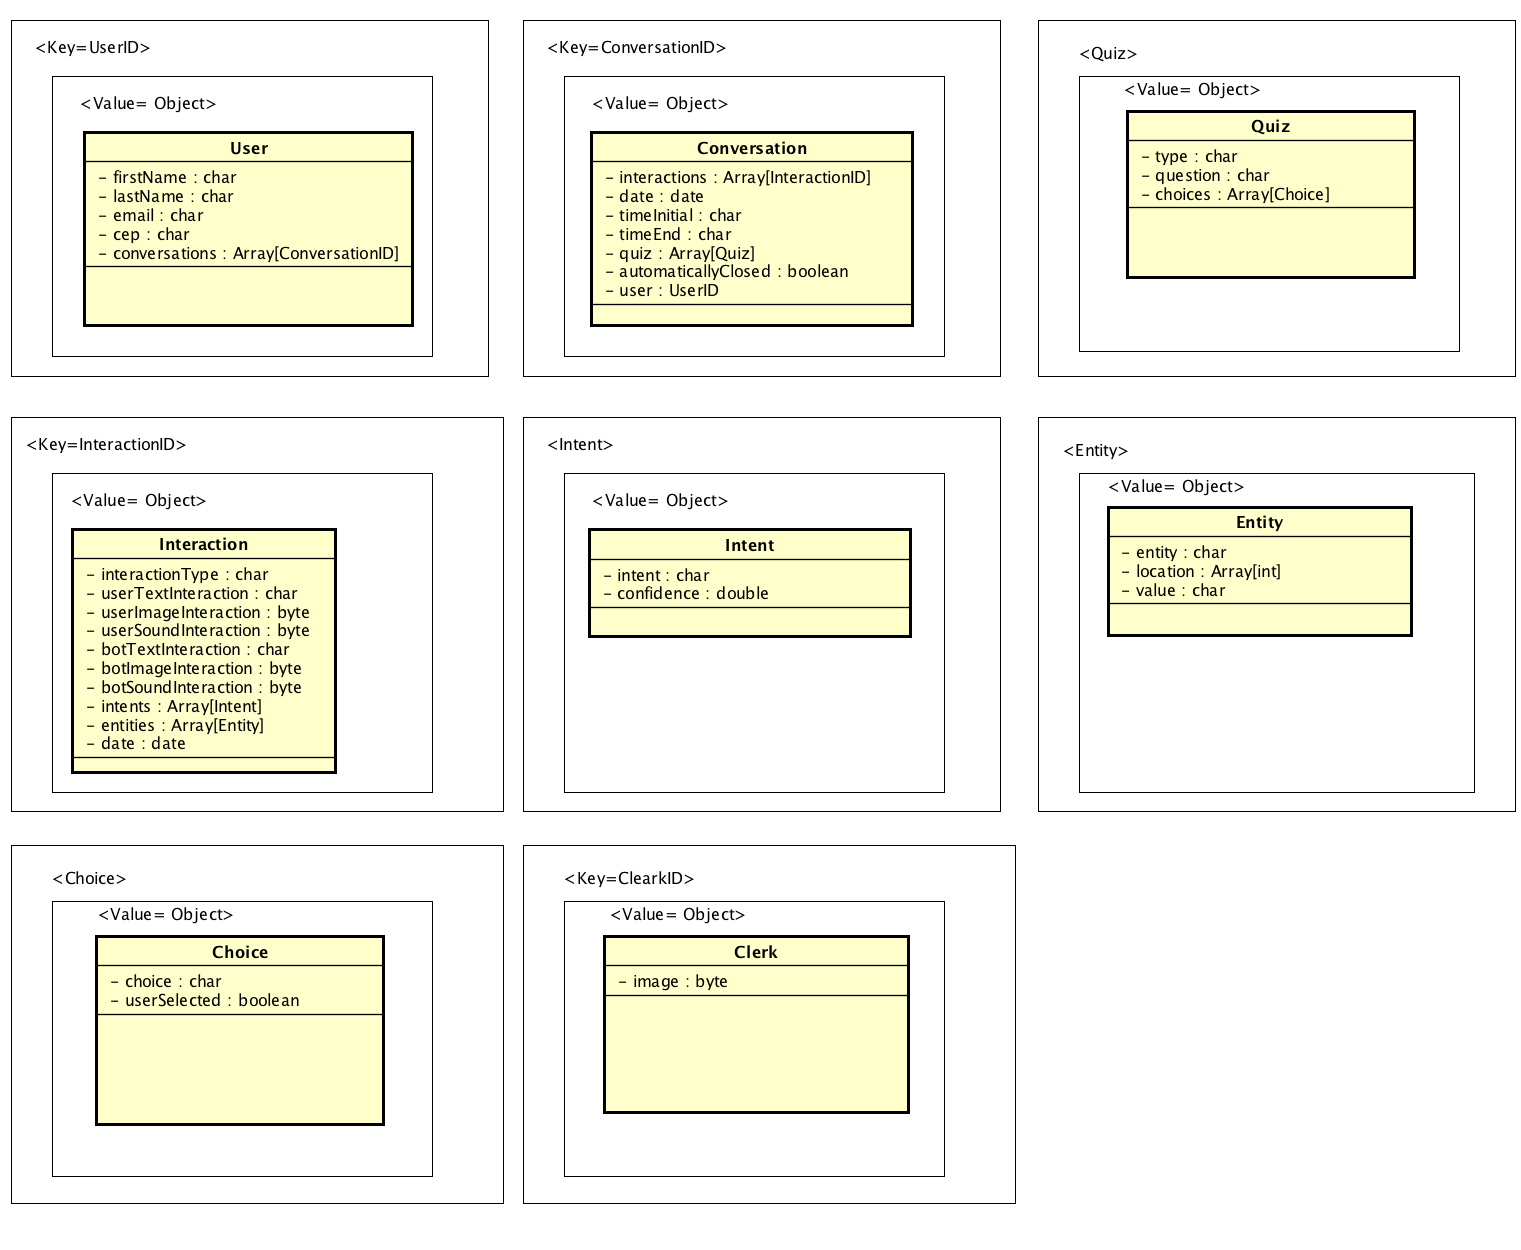 <Key=UserID>
<Value= Object>
User
- firstName : char
- lastName : char
- email : char
- cep : char
- conversations : Array[ConversationID]
<Key=ConversationID>
<Value= Object>
Conversation
- interactions : Array[InteractionID]
- date : date
- timeInitial : char
- timeEnd : char
- quiz : Array[Quiz]
- automaticallyClosed : boolean
- user : UserID
<Quiz>
<Value= Object>
Quiz
- type : char
- question : char
- choices : Array[Choice]
<Key=InteractionID>
<Value= Object>
Interaction
- interactionType : char
- userTextInteraction : char
- userImageInteraction : byte
- userSoundInteraction : byte
- botTextInteraction : char
- botImageInteraction : byte
- botSoundInteraction : byte
- intents : Array[Intent]
- entities : Array[Entity]
- date : date
<Intent>
<Value= Object>
Intent
- intent : char
- confidence : double
<Entity>
<Value= Object>
Entity
- entity : char
- location : Array[int]
- value : char
<Choice>
<Value= Object>
Choice
- choice : char
- userSelected : boolean
<Key=ClearkID>
<Value= Object>
Clerk
- image : byte